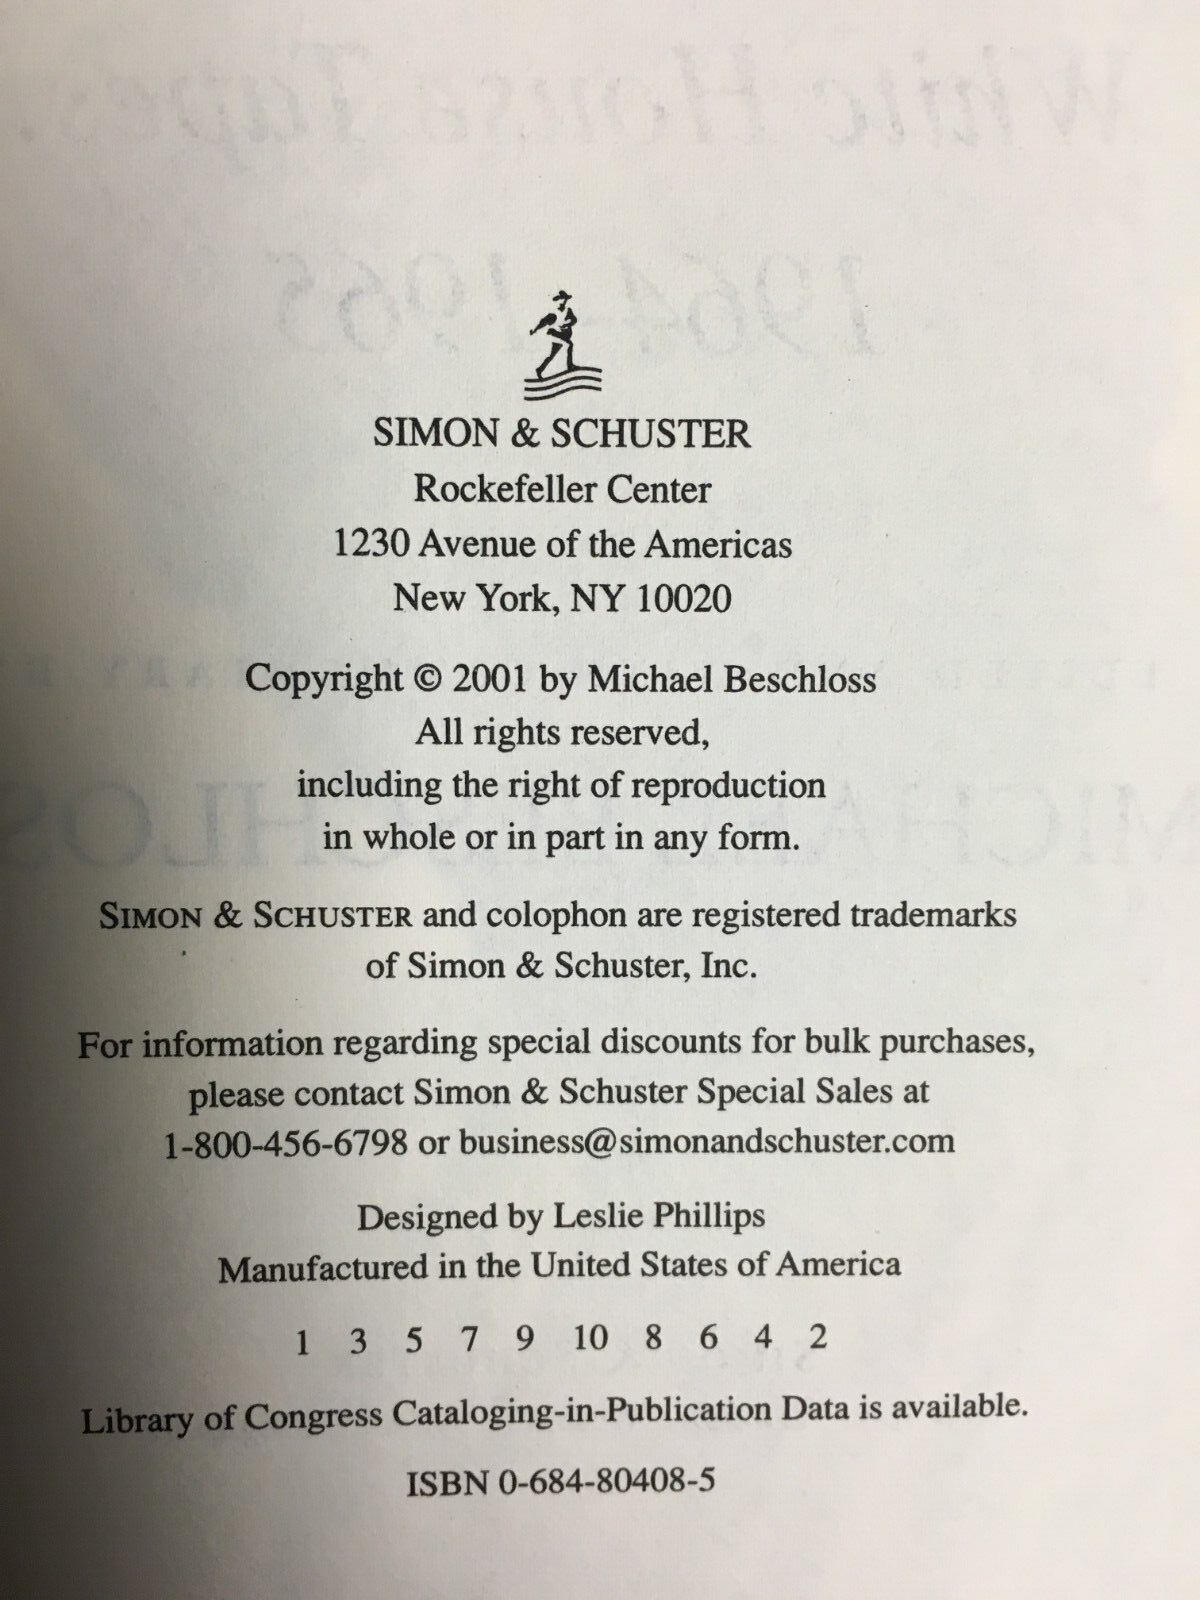 SIMON & SCHUSTER
Rockefeller Center
1230 Avenue of the Americas
New York, NY 10020
Copyright © 2001 by Michael Beschloss
All rights reserved,
including the right of reproduction
in whole or in part in any form.
SIMON & SCHUSTER and colophon are registered trademarks
of Simon & Schuster, Inc.
For information regarding special discounts for bulk purchases,
please contact Simon & Schuster Special Sales at
1-800-456-6798 or business@simonandschuster.com
Designed by Leslie Phillips
Manufactured in the United States of America
1 3 5 7 9 10 8 6 4 2
Library of Congress Cataloging-in-Publication Data is available.
ISBN 0-684-80408-5